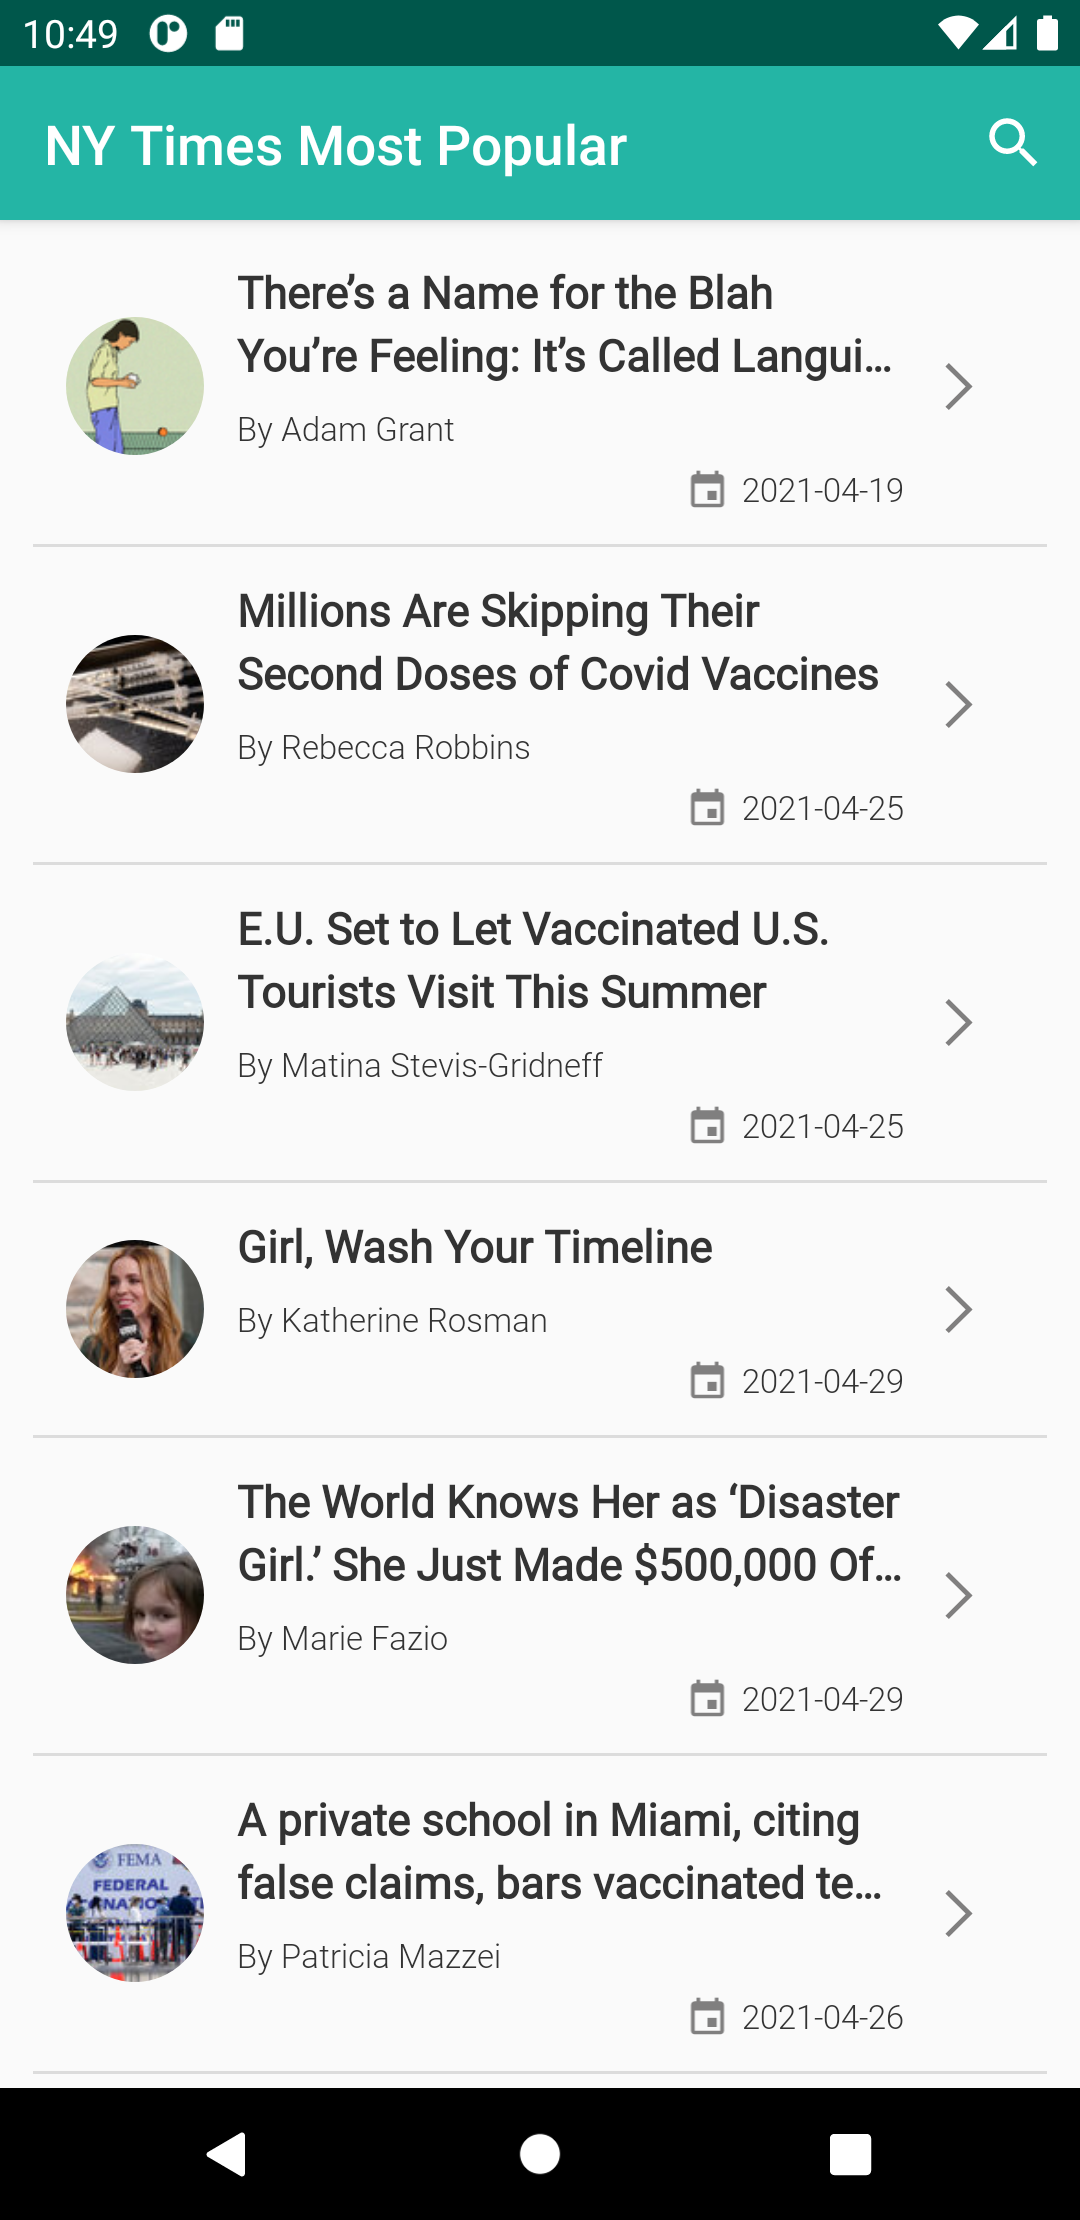 10:49
NY Times Most Popular
There’s a Name for the Blah
You’re Feeling: It’s Called Langui…
By Adam Grant
2021-04-19
Millions Are Skipping Their
Second Doses of Covid Vaccines
By Rebecca Robbins
2021-04-25
E.U. Set to Let Vaccinated U.S.
Tourists Visit This Summer
By Matina Stevis-Gridneff
2021-04-25
Girl, Wash Your Timeline
By Katherine Rosman
2021-04-29
The World Knows Her as ‘Disaster
Girl.’ She Just Made $500,000 Of…
By Marie Fazio
2021-04-29
A private school in Miami, citing
false claims, bars vaccinated te…
FEMA
FEDERAL
By Patricia Mazzei
2021-04-26